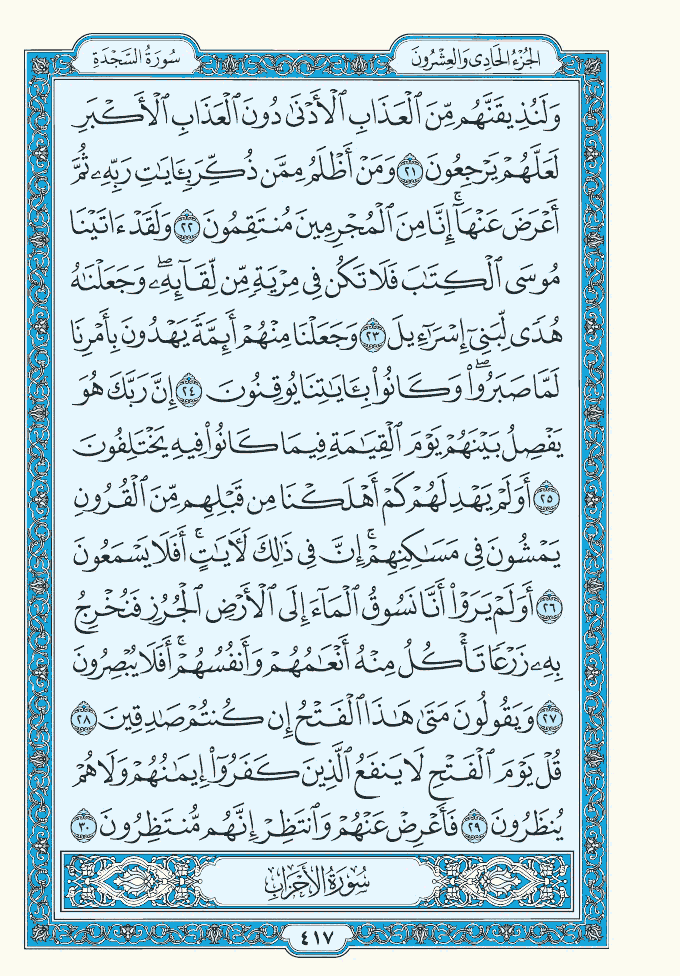 الجُزْءُ الحَادِي وَالعِشْرُونَ
سُورَةُ السَّجْدَةِ
وَلَنُذِيقَنَّهُم مِّنَ ٱلْعَذَابِ ٱلْأَدْنَىٰ دُونَ ٱلْعَذَابِ ٱلْأَكْبَرِ
لَعَلَّهُمْ يَرْجِعُونَ ٢١ وَمَنْ أَظْلَمُ مِمَّن ذُكِّرَ بِـَٔايَٰتِ رَبِّهِۦ ثُمَّ
أَعْرَضَ عَنْهَآۚ إِنَّا مِنَ ٱلْمُجْرِمِينَ مُنتَقِمُونَ ٢٢ وَلَقَدْ ءَاتَيْنَا
مُوسَى ٱلْكِتَٰبَ فَلَا تَكُن فِى مِرْيَةٍ مِّن لِّقَآئِهِۦۖ وَجَعَلْنَٰهُ
هُدًى لِّبَنِىٓ إِسْرَٰٓءِيلَ ٢٣ وَجَعَلْنَا مِنْهُمْ أَئِمَّةً يَهْدُونَ بِأَمْرِنَا
لَمَّا صَبَرُوا۟ۖ وَكَانُوا۟ بِـَٔايَٰتِنَا يُوقِنُونَ ٢٤ إِنَّ رَبَّكَ هُوَ
يَفْصِلُ بَيْنَهُمْ يَوْمَ ٱلْقِيَٰمَةِ فِيمَا كَانُوا۟ فِيهِ يَخْتَلِفُونَ
٢٥ أَوَلَمْ يَهْدِ لَهُمْ كَمْ أَهْلَكْنَا مِن قَبْلِهِم مِّنَ ٱلْقُرُونِ
يَمْشُونَ فِى مَسَٰكِنِهِمْۚ إِنَّ فِى ذَٰلِكَ لَءَايَٰتٍۚ أَفَلَا يَسْمَعُونَ
٢٦ أَوَلَمْ يَرَوْا۟ أَنَّا نَسُوقُ ٱلْمَآءَ إِلَى ٱلْأَرْضِ ٱلْجُرُزِ فَنُخْرِجُ
بِهِۦ زَرْعًا تَأْكُلُ مِنْهُ أَنْعَٰمُهُمْ وَأَنفُسُهُمْۚ أَفَلَا يُبْصِرُونَ
٢٧ وَيَقُولُونَ مَتَىٰ هَٰذَا ٱلْفَتْحُ إِن كُنتُمْ صَٰدِقِينَ ٢٨
قُلْ يَوْمَ ٱلْفَتْحِ لَا يَنفَعُ ٱلَّذِينَ كَفَرُوٓا۟ إِيمَٰنُهُمْ وَلَا هُمْ
يُنظَرُونَ ٢٩ فَأَعْرِضْ عَنْهُمْ وَٱنتَظِرْ إِنَّهُم مُّنتَظِرُونَ ٣٠
سُورَةُ الأَحْزَابِ
٤١٧